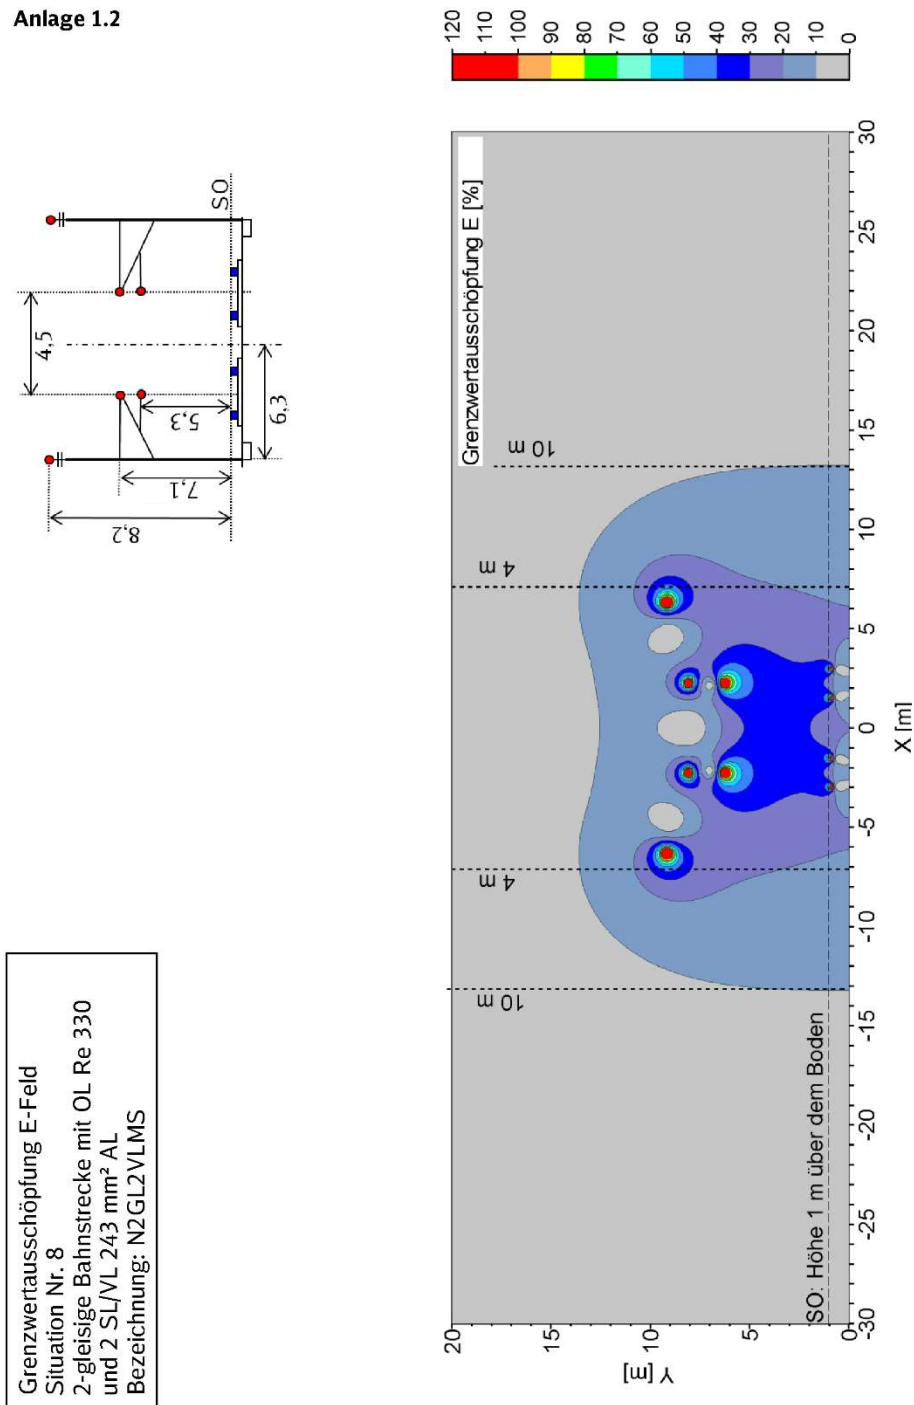 Anlage 1.2
Grenzwertausschöpfung E-Feld
Situation Nr. 8
2-gleisige Bahnstrecke mit OL Re 330
und 2 SL/VL 243 mm² AL
Bezeichnung: N2GL2VLMS
8,2
7,1
5,3
6,3
4,5
SO
Grenzwertausschöpfung E [%]
120
110
100
90
80
70
60
50
40
30
20
10
0
10 m
4 m
4 m
10 m
SO: Höhe 1 m über dem Boden
Y [m]
20
15
10
5
0
-30
-25
-20
-15
-10
-5
0
5
10
15
20
25
30
X [m]